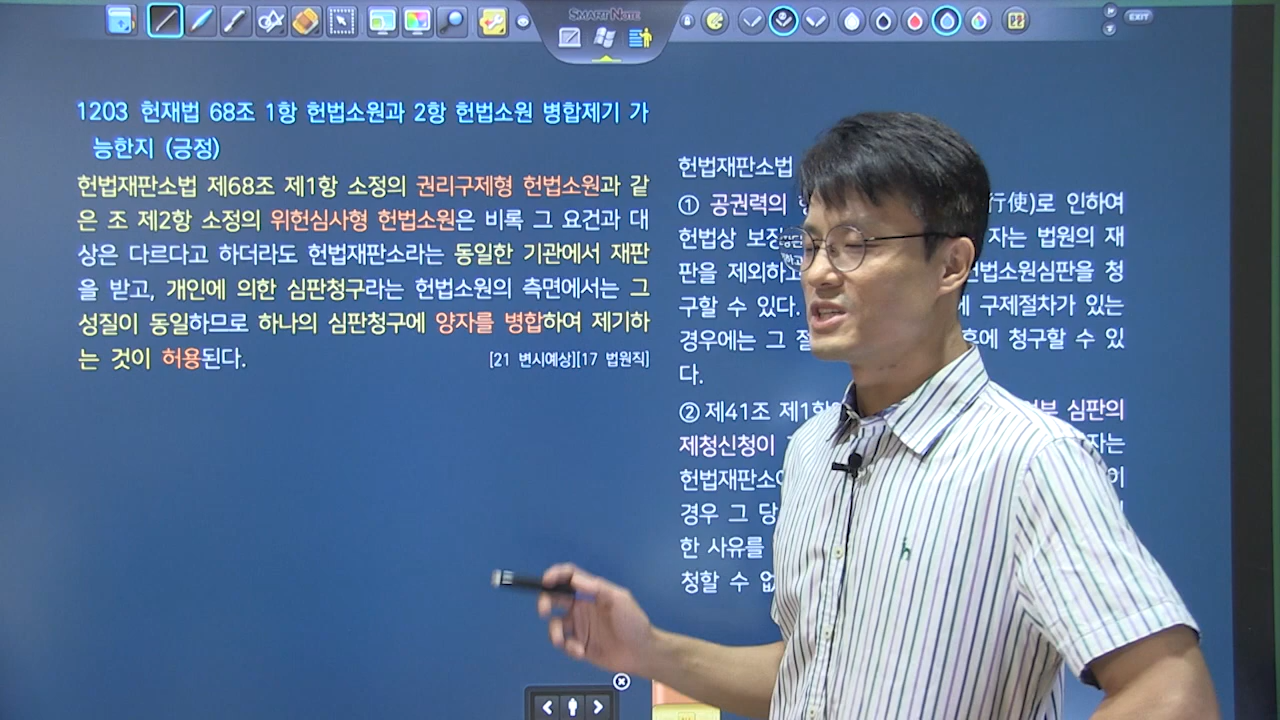 SMART NOTE
EXIT
1203 헌재법 68조 1항 헌법소원과 2항 헌법소원 병합제기 가
능한지 (긍정)
헌법재판소법 제68조 제1항 소정의 권리구제형 헌법소원과 같
은 조 제2항 소정의 위헌심사형 헌법소원은 비록 그 요건과 대
상은 다르다고 하더라도 헌법재판소라는 동일한 기관에서 재판
을 받고, 개인에 의한 심판청구라는 헌법소원의 측면에서는 그
성질이 동일하므로 하나의 심판청구에 양자를 병합하여 제기하
는 것이 허용된다.
[21 변시예상][17 법원직]
헌법재판소법
① 공권력의 行使)로 인하여
헌법상 보장 자는 법원의 재
판을 제외하고 헌법소원심판을 청
구할 수 있다. 구제절차가 있는
경우에는 그 절 후에 청구할 수 있
다.
② 제41조 제1항 심판의
제청신청이 자는
헌법재판소에 이
경우 그 당
한 사유를
청할 수 없